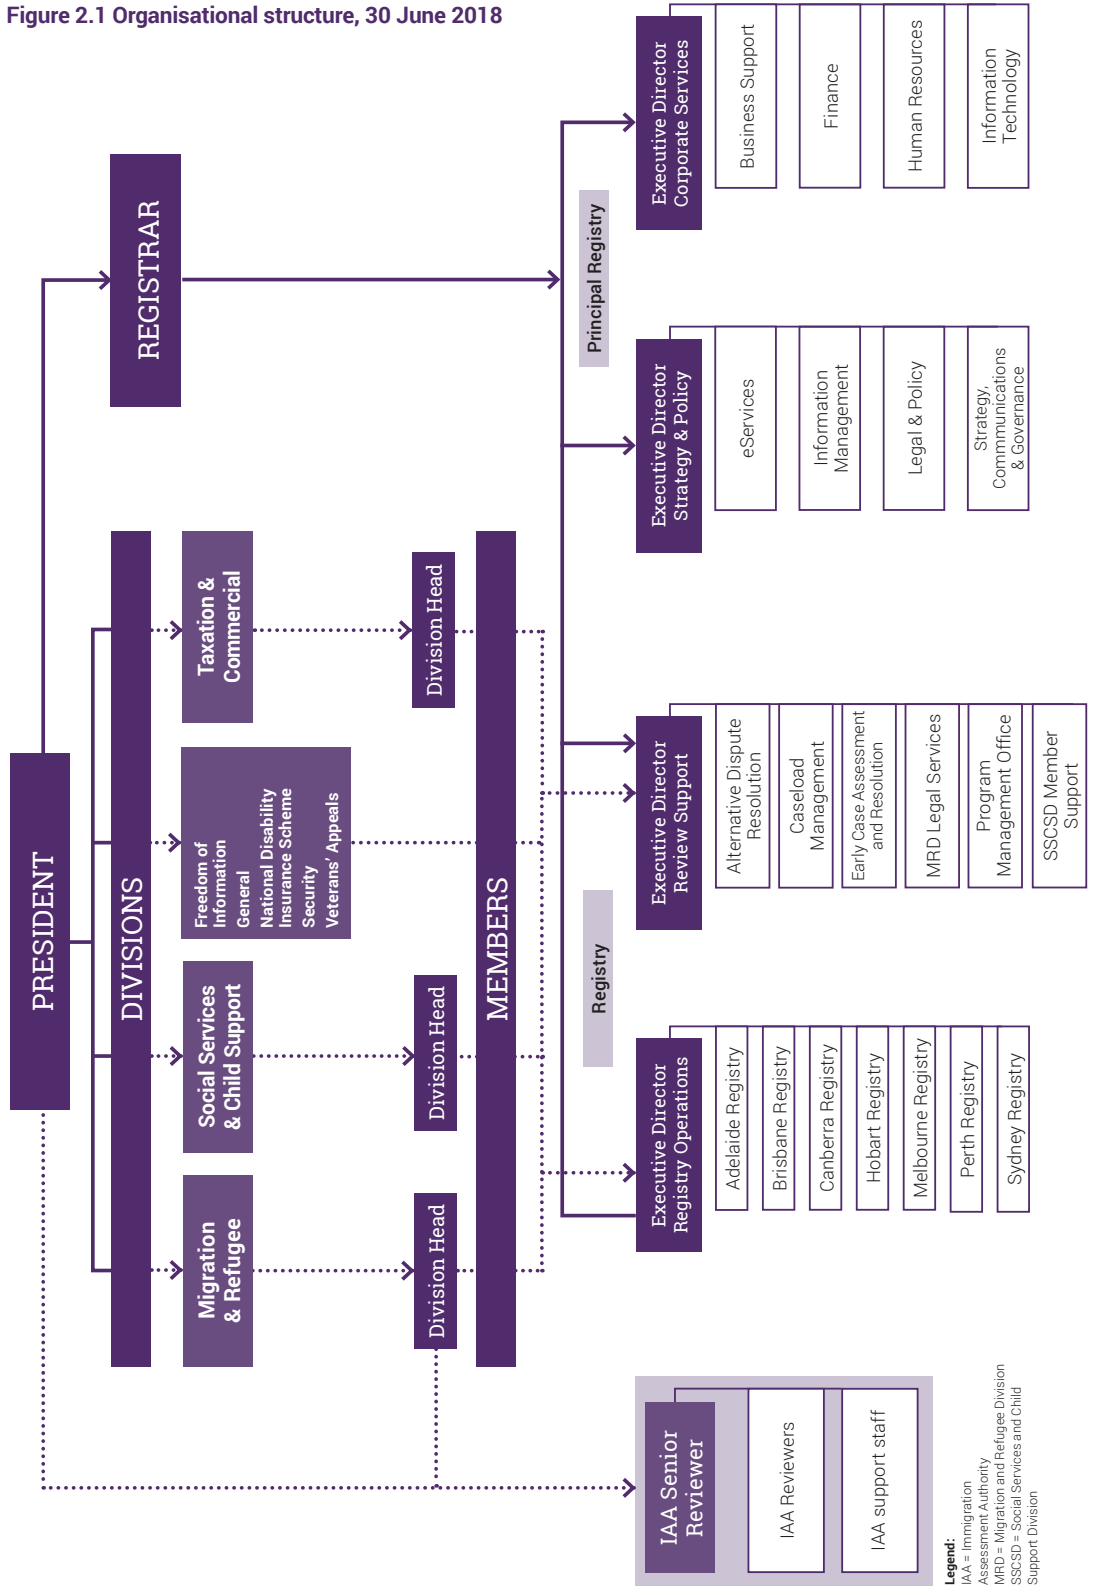 Figure 2.1 Organisational structure, 30 June 2018
PRESIDENT
REGISTRAR
DIVISIONS
Migration
& Refugee
Social Services
& Child Support
Freedom of
Information
General
National Disability
Insurance Scheme
Security
Veterans' Appeals
Taxation &
Commercial
Division Head
Division Head
Division Head
MEMBERS
Registry
Principal Registry
IAA Senior
Reviewer
IAA Reviewers
IAA support staff
Executive Director
Registry Operations
Adelaide Registry
Brisbane Registry
Canberra Registry
Hobart Registry
Melbourne Registry
Perth Registry
Sydney Registry
Executive Director
Review Support
Alternative Dispute
Resolution
Caseload
Management
Early Case Assessment
and Resolution
MRD Legal Services
Program
Management Office
SSCSD Member
Support
Executive Director
Strategy & Policy
eServices
Information
Management
Legal & Policy
Strategy,
Commmunications
& Governance
Executive Director
Corporate Services
Business Support
Finance
Human Resources
Information
Technology
Legend:
IAA = Immigration
Assessment Authority
MRD = Migration and Refugee Division
SSCSD = Social Services and Child
Support Division